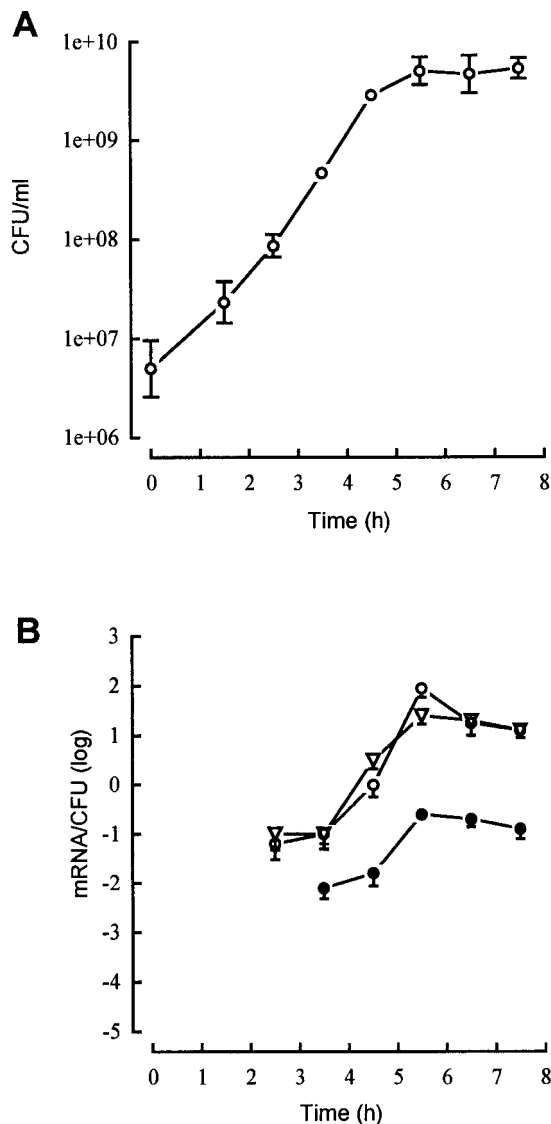 A
1e+10
1e+09
1e+08
1e+07
1e+06
CFU/ml
0 1 2 3 4 5 6 7 8
Time (h)
B
3
2
1
0
-1
-2
-3
-4
-5
mRNA/CFU (log)
0 1 2 3 4 5 6 7 8
Time (h)